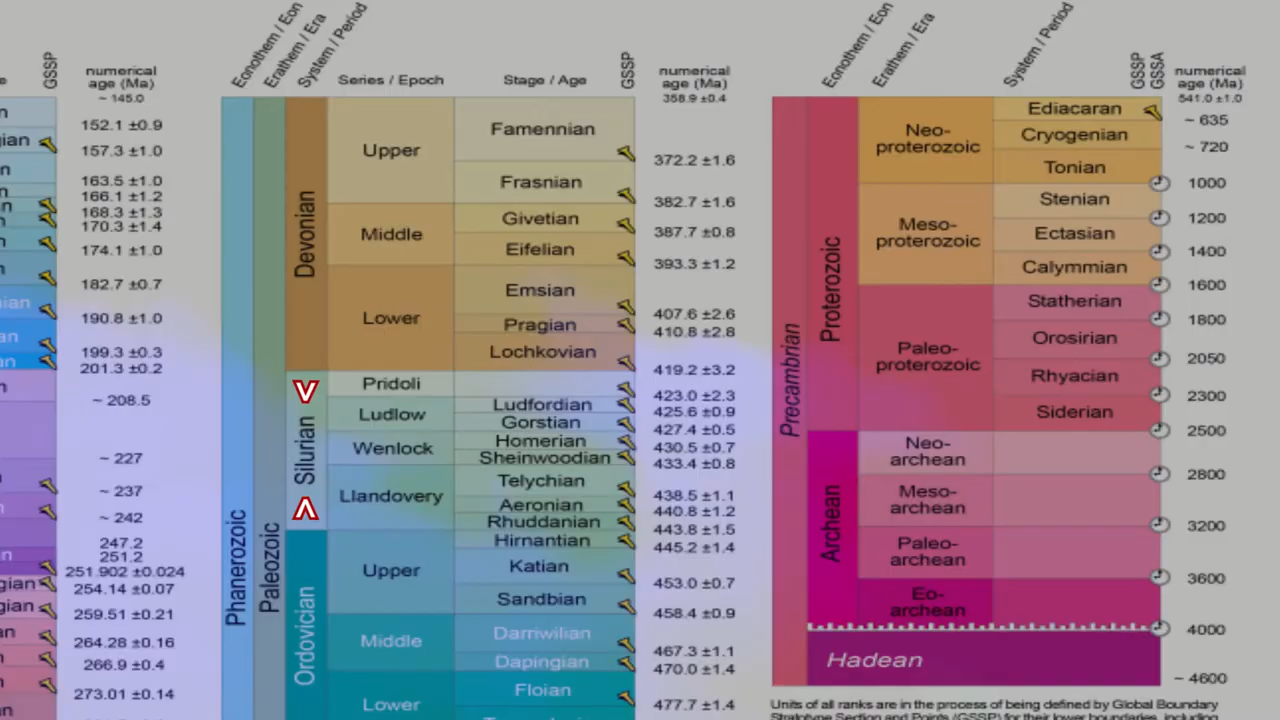 Eonothem / Eon
Erathem / Era
System / Period
Eonothem / Eon
Erathem / Era
System / Period
GSSP
numerical
age (Ma)
~ 145.0
152.1 ±0.9
157.3 ±1.0
163.5 ±1.0
166.1 ±1.2
168.3 ±1.3
170.3 ±1.4
174.1 ±1.0
182.7 ±0.7
190.8 ±1.0
199.3 ±0.3
201.3 ±0.2
~ 208.5
~ 227
~ 237
~ 242
247.2
251.2
251.902 ±0.024
254.14 ±0.07
259.51 ±0.21
264.28 ±0.16
266.9 ±0.4
273.01 ±0.14
Phanerozoic
Paleozoic
Devonian
Silurian
Ordovician
Series / Epoch
Upper
Middle
Lower
Pridoli
Ludlow
Wenlock
Llandovery
Upper
Middle
Lower
Stage / Age
Famennian
Frasnian
Givetian
Eifelian
Emsian
Pragian
Lochkovian
Ludfordian
Gorstian
Homerian
Sheinwoodian
Telychian
Aeronian
Rhuddanian
Hirnantian
Katian
Sandbian
Darriwilian
Dapingian
Floian
GSSP
numerical
age (Ma)
358.9 ±0.4
372.2 ±1.6
382.7 ±1.6
387.7 ±0.8
393.3 ±1.2
407.6 ±2.6
410.8 ±2.8
419.2 ±3.2
423.0 ±2.3
425.6 ±0.9
427.4 ±0.5
430.5 ±0.7
433.4 ±0.8
438.5 ±1.1
440.8 ±1.2
443.8 ±1.5
445.2 ±1.4
453.0 ±0.7
458.4 ±0.9
467.3 ±1.1
470.0 ±1.4
477.7 ±1.4
Precambrian
Proterozoic
Archean
Hadean
Neo-
proterozoic
Meso-
proterozoic
Paleo-
proterozoic
Neo-
archean
Meso-
archean
Paleo-
archean
Eo-
archean
Ediacaran
Cryogenian
Tonian
Stenian
Ectasian
Calymmian
Statherian
Orosirian
Rhyacian
Siderian
GSSP
GSSA
numerical
age (Ma)
541.0 ±1.0
~ 635
~ 720
1000
1200
1400
1600
1800
2050
2300
2500
2800
3200
3600
4000
~ 4600
Units of all ranks are in the process of being defined by Global Boundary
Stratotype Section and Points (GSSP) for their lower boundaries, including